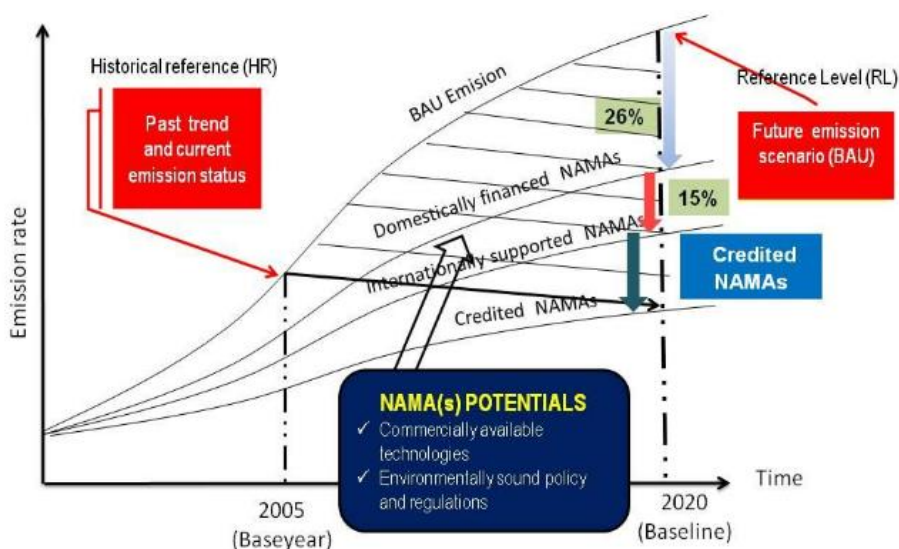 Historical reference (HR)
Past trend
and current
emission status
BAU Emision
26%
Reference Level (RL)
Future emission
scenario (BAU)
Domestically financed NAMAs
15%
Internationally supported NAMAs
Credited
NAMAs
Credited NAMAs
Emission rate
NAMA(s) POTENTIALS
✓ Commercially available
technologies
✓ Environmentally sound policy
and regulations
Time
2005
(Baseyear)
2020
(Baseline)